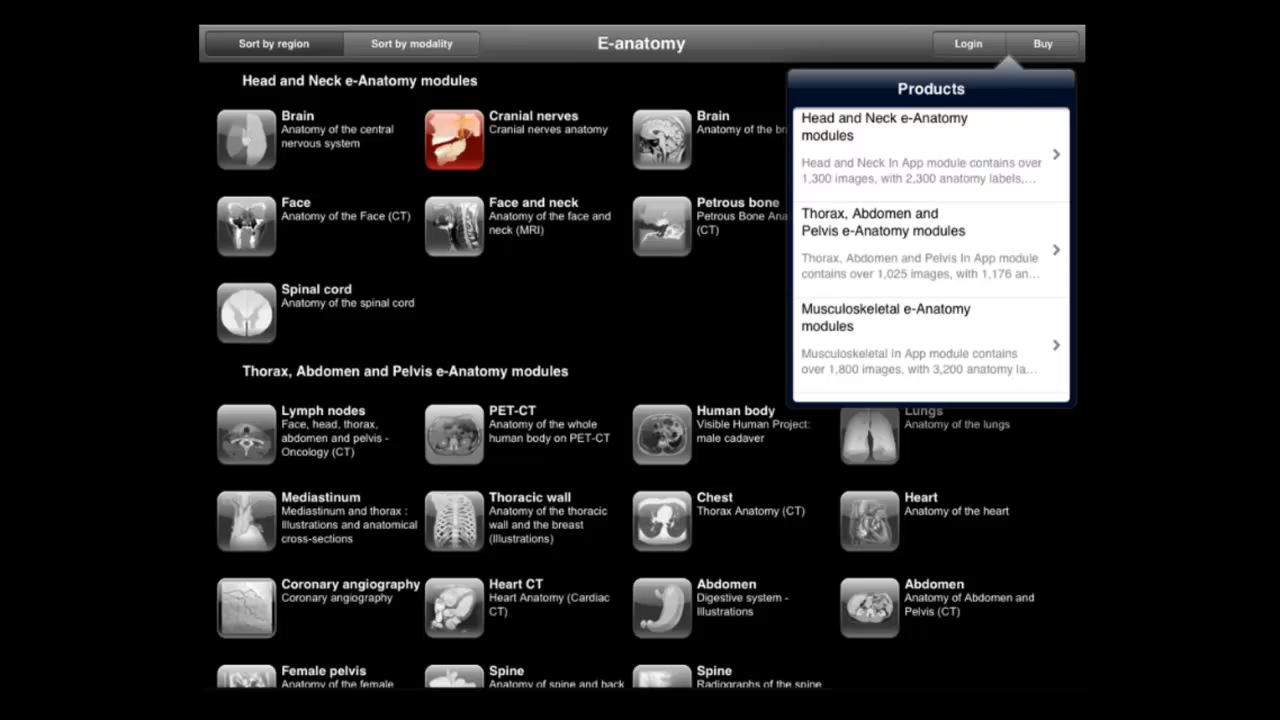 Sort by region
Sort by modality
E-anatomy
Login
Buy
Head and Neck e-Anatomy modules
Brain
Anatomy of the central
nervous system
Cranial nerves
Cranial nerves anatomy
Brain
Anatomy of the
Face
Anatomy of the Face (CT)
Face and neck
Anatomy of the face and
neck (MRI)
Petrous bone
Petrous Bone
(CT)
Spinal cord
Anatomy of the spinal cord
Products
Head and Neck e-Anatomy
modules
Head and Neck In App module contains over
1,300 images, with 2,300 anatomy labels,...
Thorax, Abdomen and
Pelvis e-Anatomy modules
Thorax, Abdomen and Pelvis In App module
contains over 1,025 images, with 1,176 an...
Musculoskeletal e-Anatomy
modules
Musculoskeletal In App module contains
over 1,800 images, with 3,200 anatomy la...
Thorax, Abdomen and Pelvis e-Anatomy modules
Lymph nodes
Face, head, thorax,
abdomen and pelvis -
Oncology (CT)
PET-CT
Anatomy of the whole
human body on PET-CT
Human body
Visible Human Project:
male cadaver
Lungs
Anatomy of the lungs
Mediastinum
Mediastinum and thorax :
Illustrations and anatomical
cross-sections
Thoracic wall
Anatomy of the thoracic
wall and the breast
(Illustrations)
Chest
Thorax Anatomy (CT)
Heart
Anatomy of the heart
Coronary angiography
Coronary angiography
Heart CT
Heart Anatomy (Cardiac
CT)
Abdomen
Digestive system -
Illustrations
Abdomen
Anatomy of Abdomen and
Pelvis (CT)
Female pelvis
Anatomy of the female
Spine
Anatomy of spine and back
Spine
Radiographs of the spine